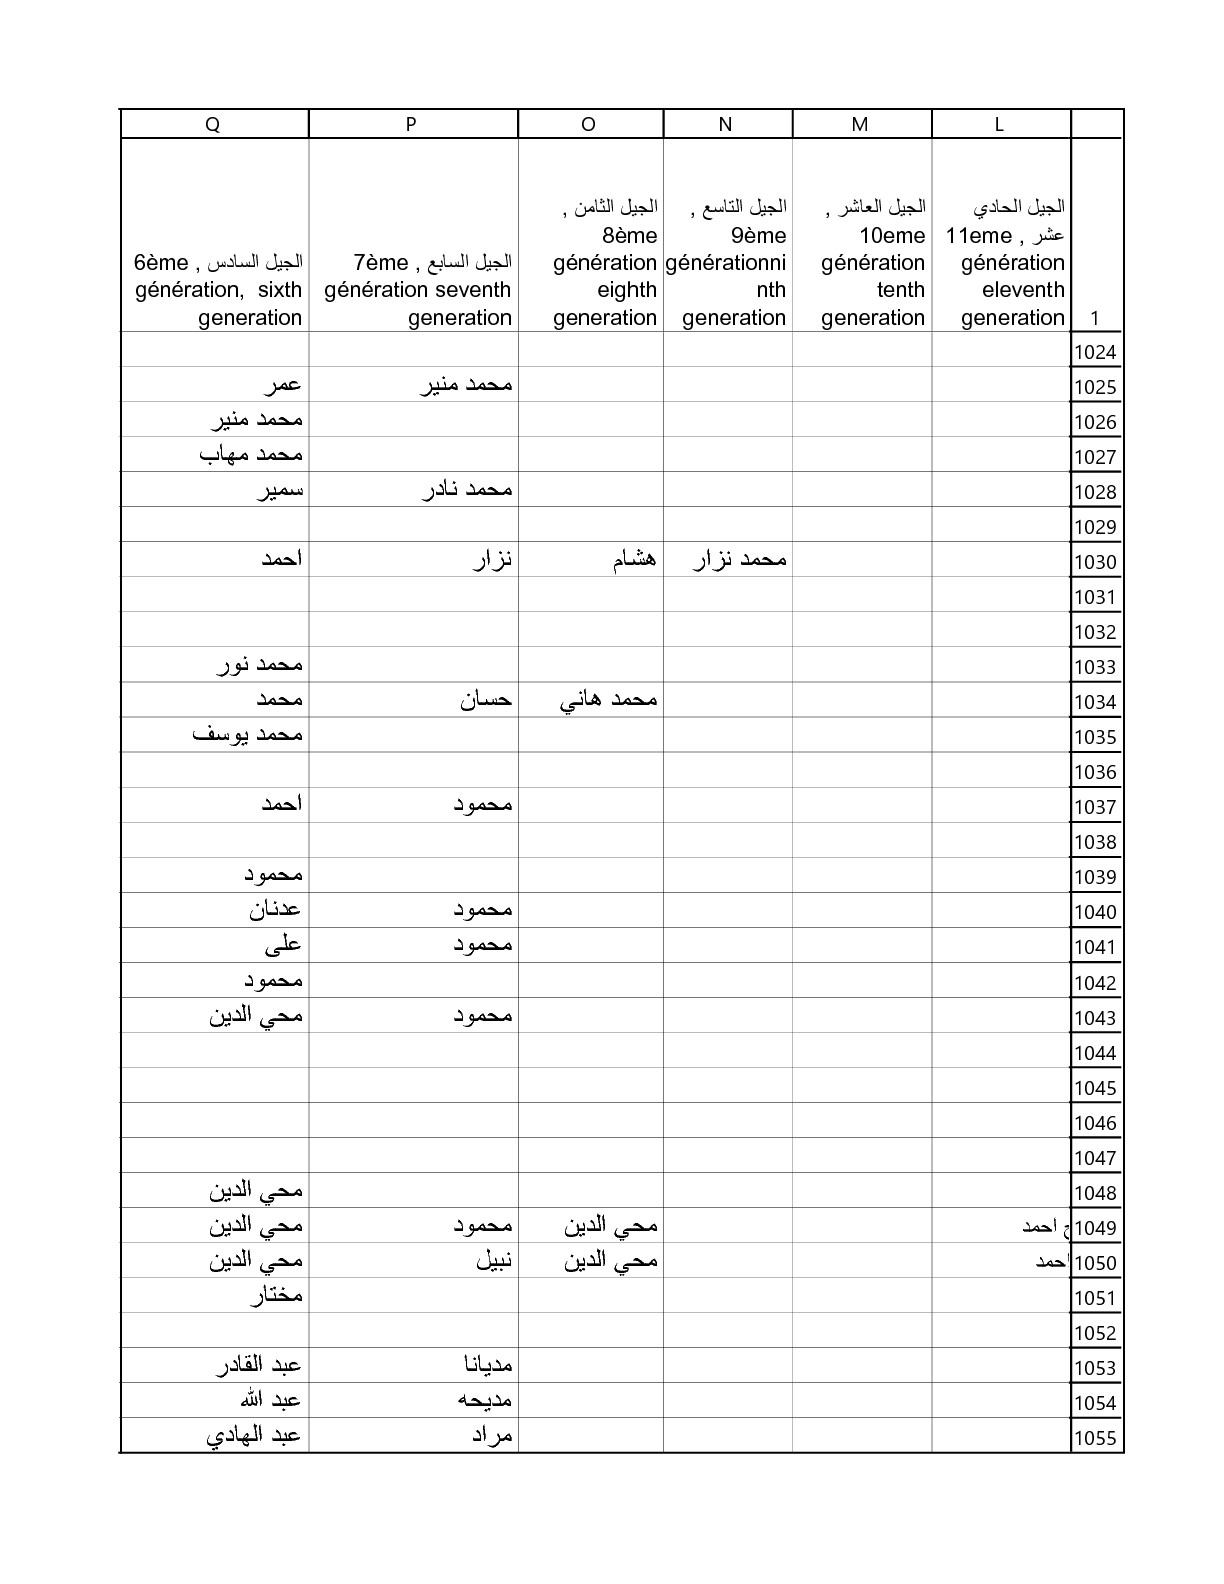 Q P O N M L
الجيل السادس , 6ème génération, sixth generation
الجيل السابع , 7ème génération seventh generation
الجيل الثامن , 8ème génération eighth generation
الجيل التاسع , 9ème générationni nth generation
الجيل العاشر , 10eme génération tenth generation
الجيل الحادي عشر , 11eme génération eleventh generation
1
1024
1025 محمد منير عمر
1026 محمد منير
1027 محمد مهاب
1028 محمد نادر سمير
1029
1030 محمد نزار هشام نزار احمد
1031
1032
1033 محمد نور
1034 محمد هاني حسان محمد
1035 محمد يوسف
1036
1037 محمود احمد
1038
1039 محمود
1040 محمود عدنان
1041 محمود على
1042 محمود
1043 محمود محي الدين
1044
1045
1046
1047
1048 محي الدين
1049 احمد محي الدين محمود محي الدين
1050 احمد محي الدين نبيل محي الدين
1051 مختار
1052
1053 مديانا عبد القادر
1054 مديحه عبد الله
1055 مراد عبد الهادي